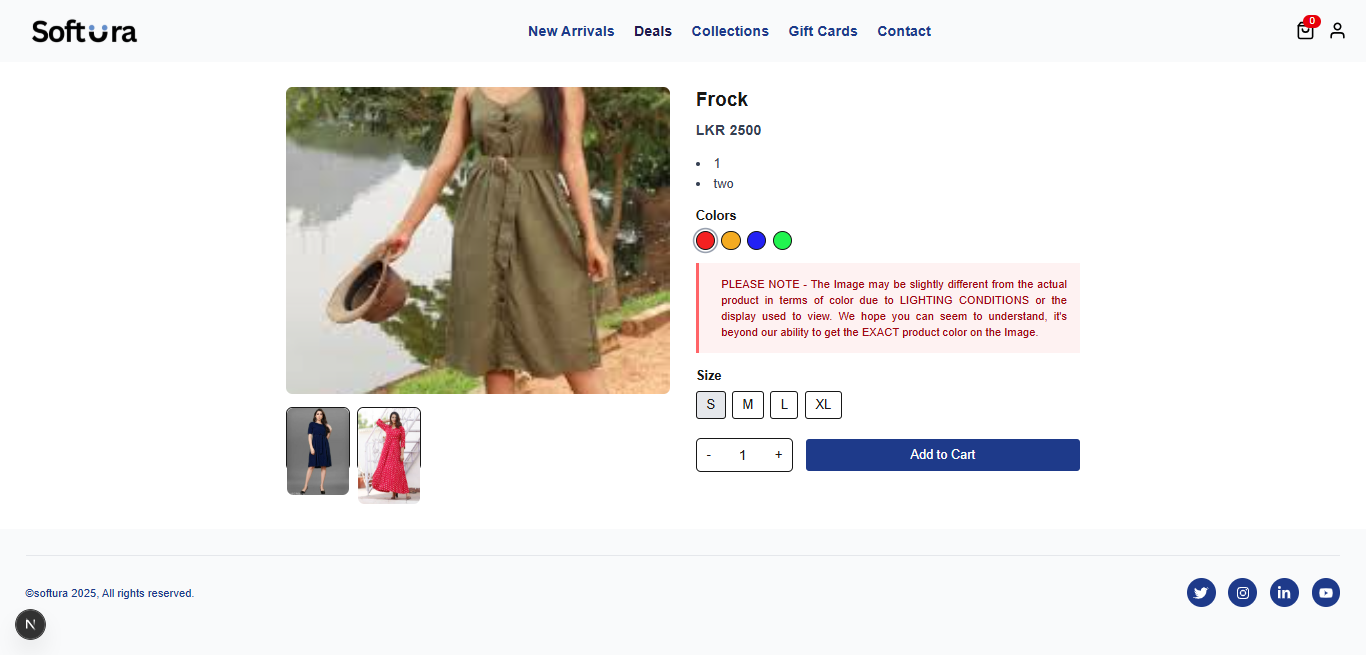 Softura
New Arrivals Deals Collections Gift Cards Contact
0
Frock
LKR 2500
1
two
Colors
PLEASE NOTE - The Image may be slightly different from the actual
product in terms of color due to LIGHTING CONDITIONS or the
display used to view. We hope you can seem to understand, it's
beyond our ability to get the EXACT product color on the Image.
Size
S M L XL
- 1 + Add to Cart
©softura 2025, All rights reserved.
N